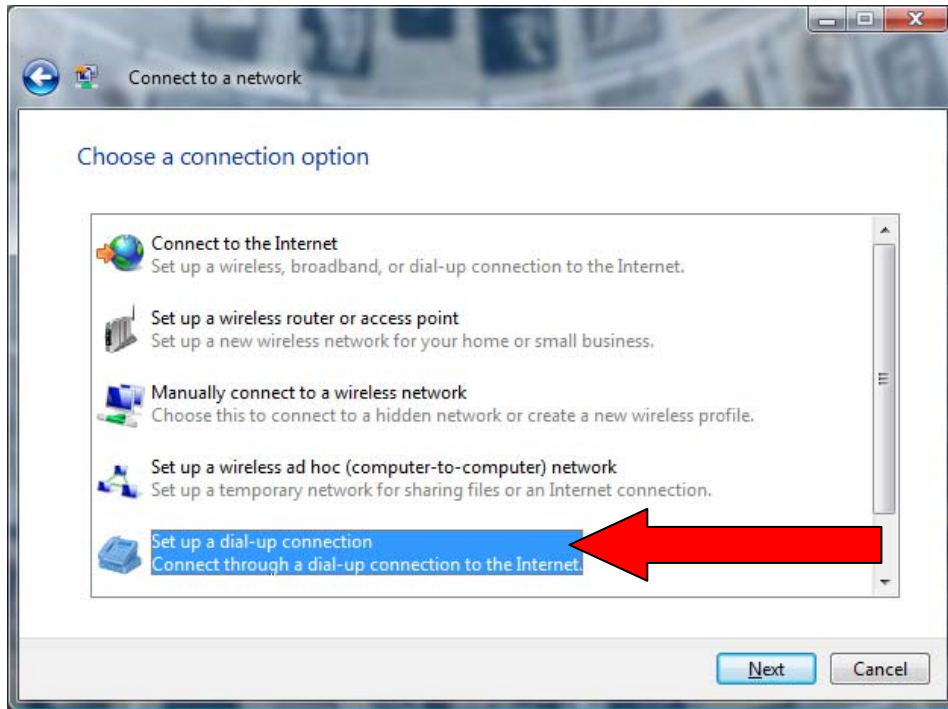 Connect to a network
Choose a connection option
Connect to the Internet
Set up a wireless, broadband, or dial-up connection to the Internet.
Set up a wireless router or access point
Set up a new wireless network for your home or small business.
Manually connect to a wireless network
Choose this to connect to a hidden network or create a new wireless profile.
Set up a wireless ad hoc (computer-to-computer) network
Set up a temporary network for sharing files or an Internet connection.
Set up a dial-up connection
Connect through a dial-up connection to the Internet.
Next
Cancel